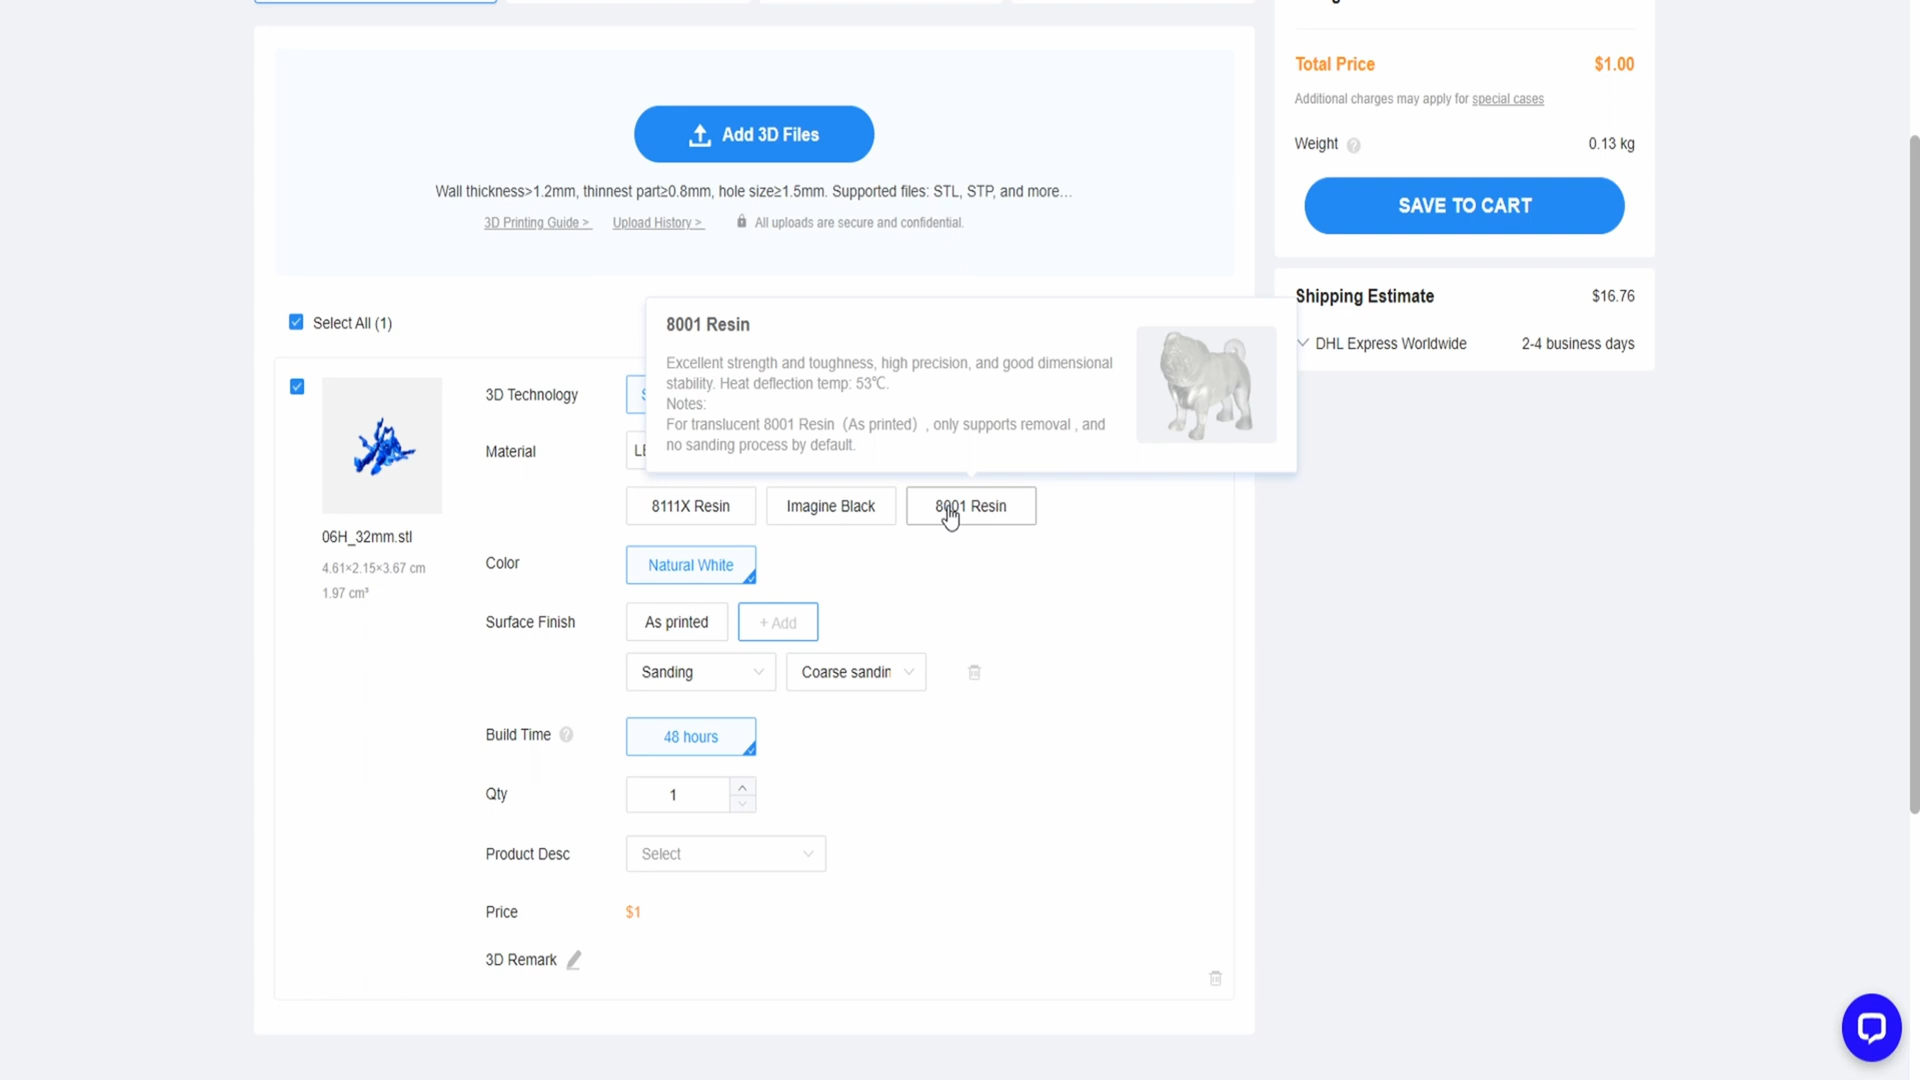 Total Price $1.00
Additional charges may apply for special cases
Weight ? 0.13 kg
SAVE TO CART
Shipping Estimate $16.76
DHL Express Worldwide 2-4 business days
Add 3D Files
Wall thickness>1.2mm, thinnest part≥0.8mm, hole size≥1.5mm. Supported files: STL, STP, and more...
3D Printing Guide > Upload History > All uploads are secure and confidential.
Select All (1)
8001 Resin
Excellent strength and toughness, high precision, and good dimensional
stability. Heat deflection temp: 53℃.
Notes:
For translucent 8001 Resin（As printed）, only supports removal , and
no sanding process by default.
06H_32mm.stl
4.61×2.15×3.67 cm
1.97 cm³
3D Technology
Material
8111X Resin Imagine Black 8001 Resin
Color Natural White
Surface Finish As printed + Add
Sanding Coarse sandin
Build Time ? 48 hours
Qty 1
Product Desc Select
Price $1
3D Remark